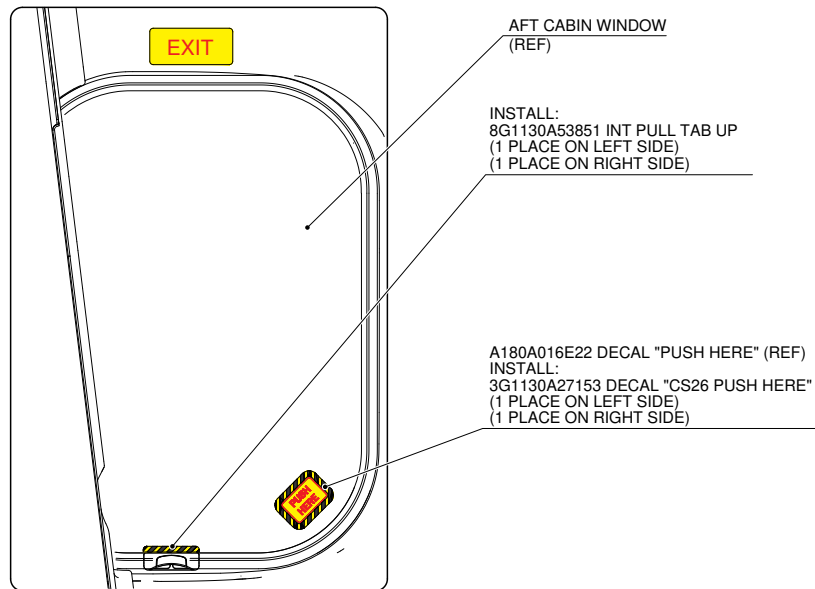 EXIT
AFT CABIN WINDOW
(REF)
INSTALL:
8G1130A53851 INT PULL TAB UP
(1 PLACE ON LEFT SIDE)
(1 PLACE ON RIGHT SIDE)
A180A016E22 DECAL "PUSH HERE" (REF)
INSTALL:
3G1130A27153 DECAL "CS26 PUSH HERE"
(1 PLACE ON LEFT SIDE)
(1 PLACE ON RIGHT SIDE)
PUSH
HERE